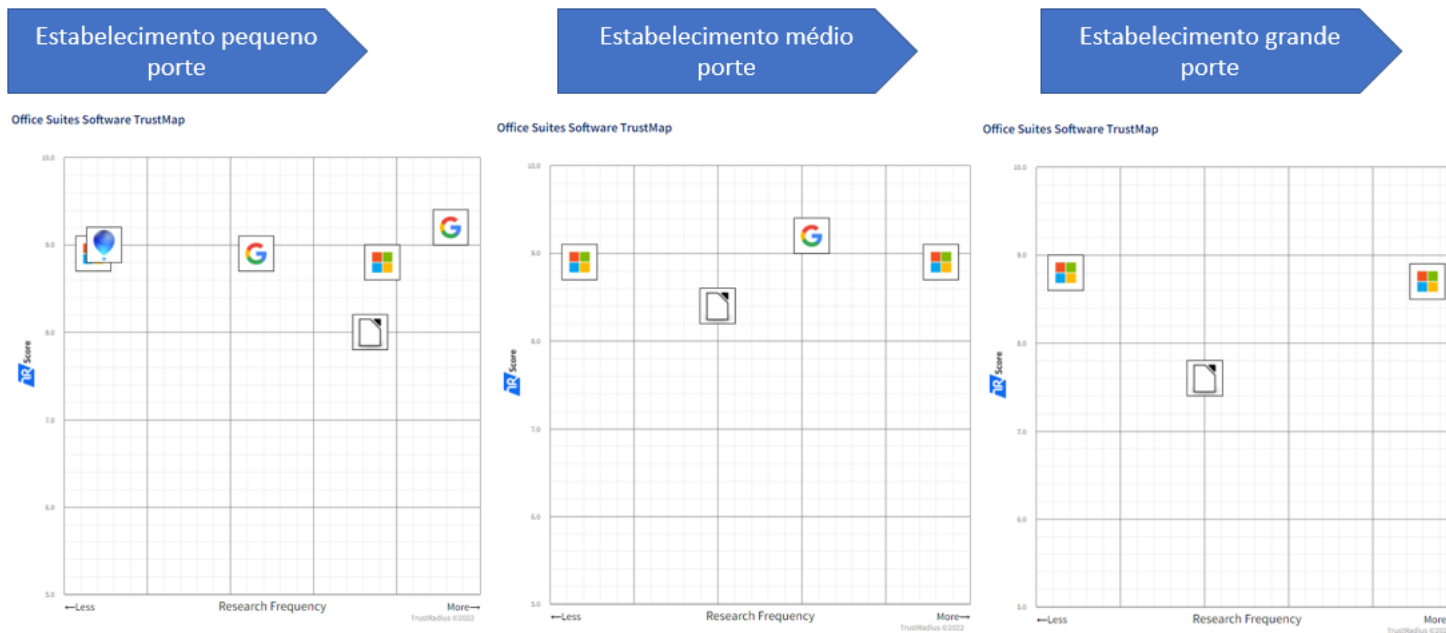 Estabelecimento pequeno
porte
Estabelecimento médio
porte
Estabelecimento grande
porte
Office Suites Software TrustMap
10.0
9.0
8.0
7.0
6.0
5.0
TR Score
←Less
Research Frequency
More→
TrustRadius ©2022
Office Suites Software TrustMap
10.0
9.0
8.0
7.0
6.0
5.0
TR Score
←Less
Research Frequency
More→
TrustRadius ©2022
Office Suites Software TrustMap
10.0
9.0
8.0
7.0
6.0
5.0
TR Score
←Less
Research Frequency
More
TrustRadius ©202